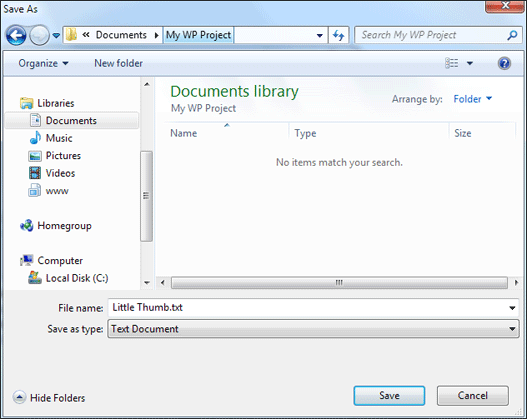 Save As
« Documents My WP Project Search My WP Project
Organize New folder
Libraries
Documents
Music
Pictures
Videos
www
Homegroup
Computer
Local Disk (C:)
Documents library
My WP Project
Arrange by: Folder
Name Type Size
No items match your search.
File name: Little Thumb.txt
Save as type: Text Document
Hide Folders Save Cancel